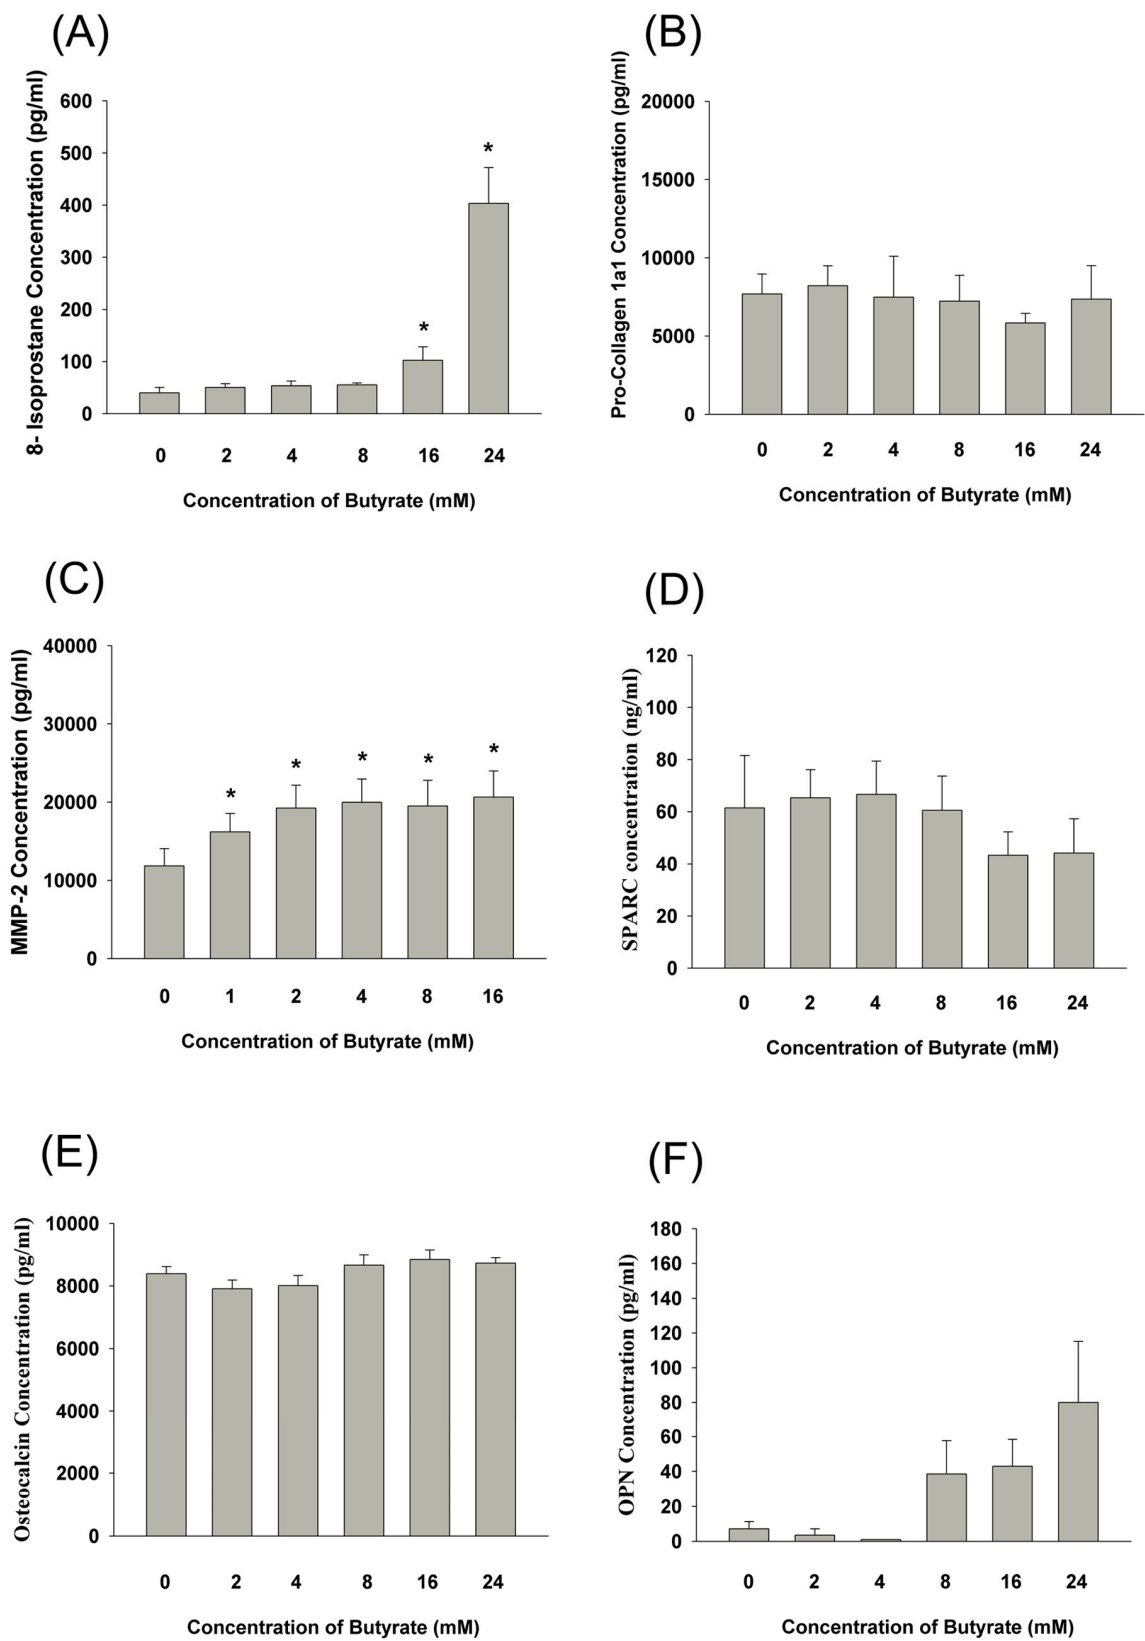 (A)
8- Isoprostane Concentration (pg/ml)
600
500
400
300
200
100
0
*
*
0 2 4 8 16 24
Concentration of Butyrate (mM)
(B)
Pro-Collagen 1a1 Concentration (pg/ml)
20000
15000
10000
5000
0
0 2 4 8 16 24
Concentration of Butyrate (mM)
(C)
MMP-2 Concentration (pg/ml)
40000
30000
20000
10000
0
* * * * *
0 1 2 4 8 16
Concentration of Butyrate (mM)
(D)
SPARC concentration (ng/ml)
120
100
80
60
40
20
0
0 2 4 8 16 24
Concentration of Butyrate (mM)
(E)
Osteocalcin Concentration (pg/ml)
10000
8000
6000
4000
2000
0
0 2 4 8 16 24
Concentration of Butyrate (mM)
(F)
OPN Concentration (pg/ml)
180
160
140
120
100
80
60
40
20
0
0 2 4 8 16 24
Concentration of Butyrate (mM)